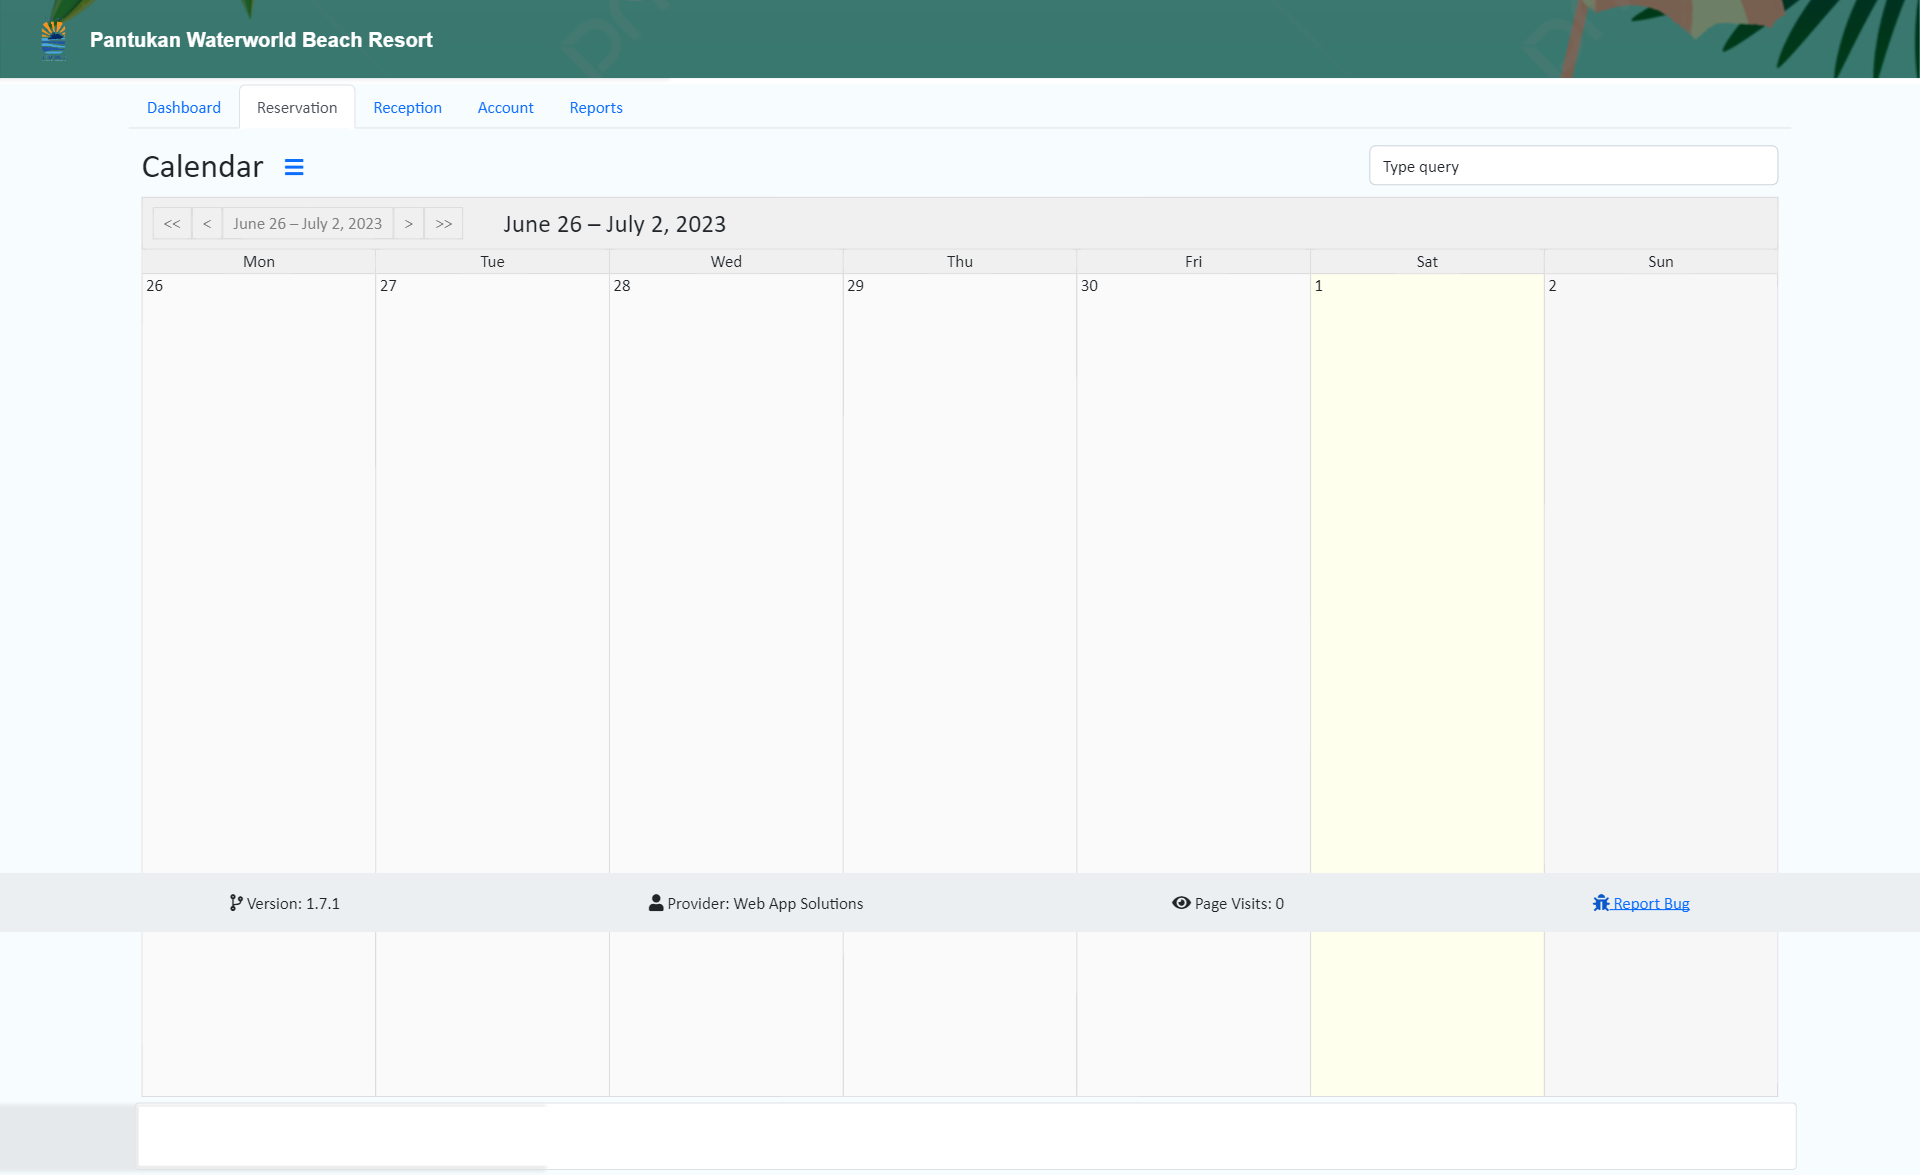 Pantukan Waterworld Beach Resort
Dashboard Reservation Reception Account Reports
Calendar
Type query
<< < June 26 – July 2, 2023 > >> June 26 – July 2, 2023
Mon Tue Wed Thu Fri Sat Sun
26 27 28 29 30 1 2
Version: 1.7.1 Provider: Web App Solutions Page Visits: 0 Report Bug